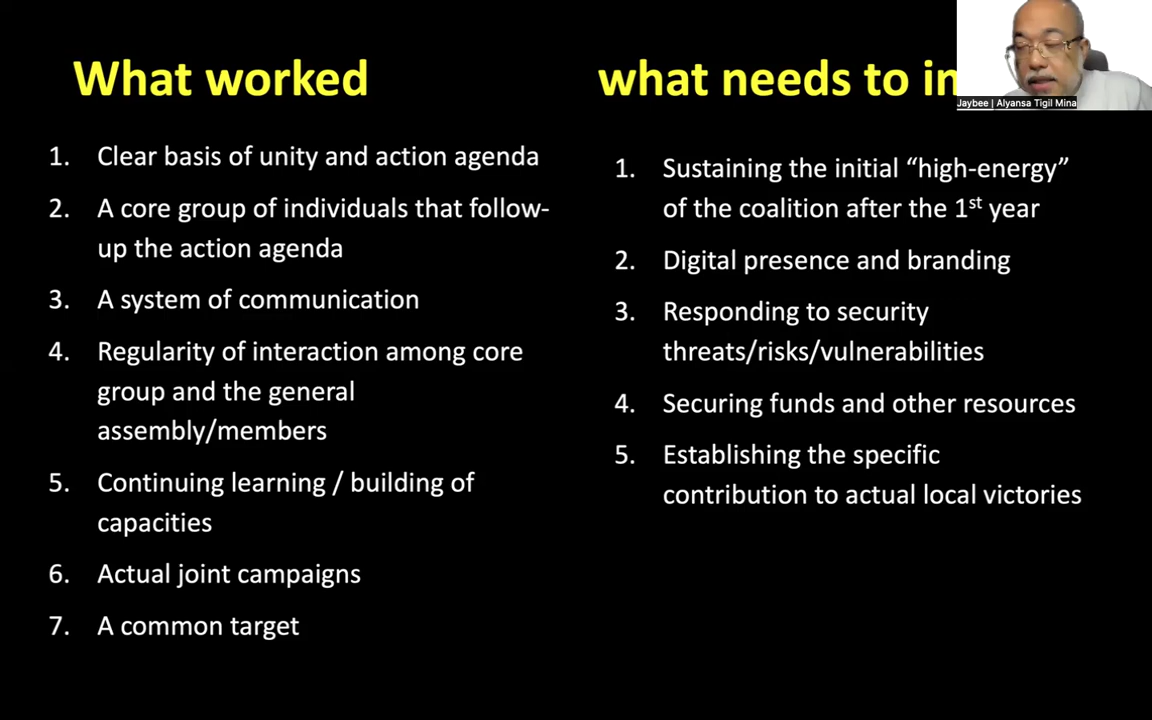 What worked
1. Clear basis of unity and action agenda
2. A core group of individuals that follow-
up the action agenda
3. A system of communication
4. Regularity of interaction among core
group and the general
assembly/members
5. Continuing learning / building of
capacities
6. Actual joint campaigns
7. A common target
what needs to
1. Sustaining the initial “high-energy”
of the coalition after the 1st year
2. Digital presence and branding
3. Responding to security
threats/risks/vulnerabilities
4. Securing funds and other resources
5. Establishing the specific
contribution to actual local victories
Jaybee | Alyansa Tigil Mina